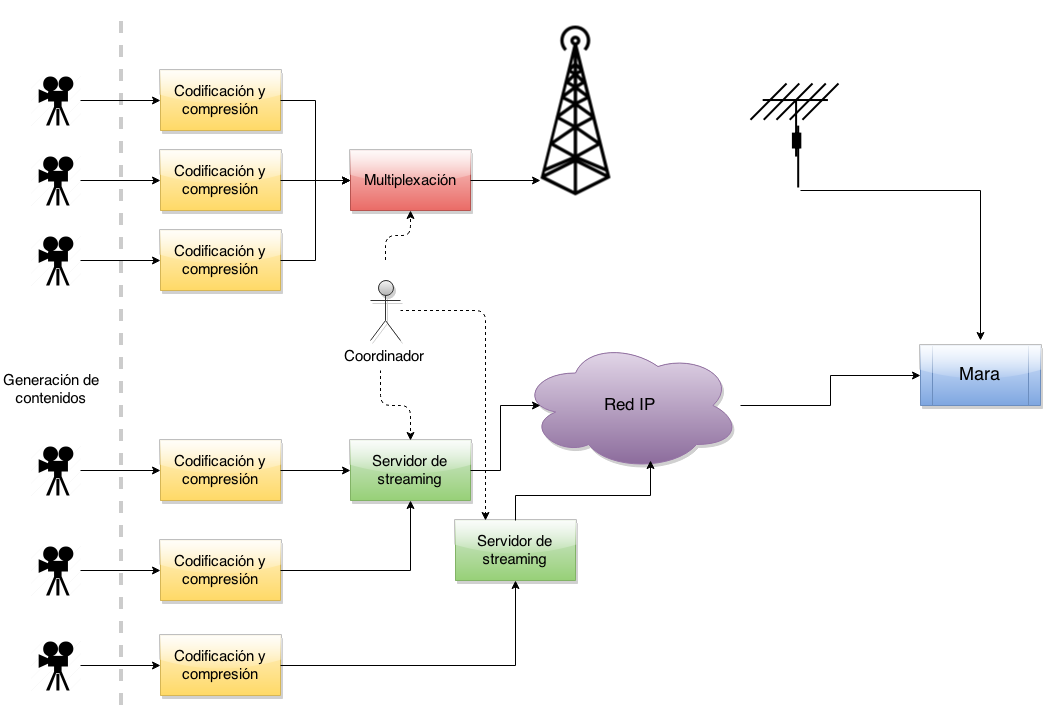 Codificación y
compresión
Codificación y
compresión
Multiplexación
Codificación y
compresión
Coordinador
Generación de
contenidos
Red IP
Mara
Codificación y
compresión
Servidor de
streaming
Codificación y
compresión
Servidor de
streaming
Codificación y
compresión